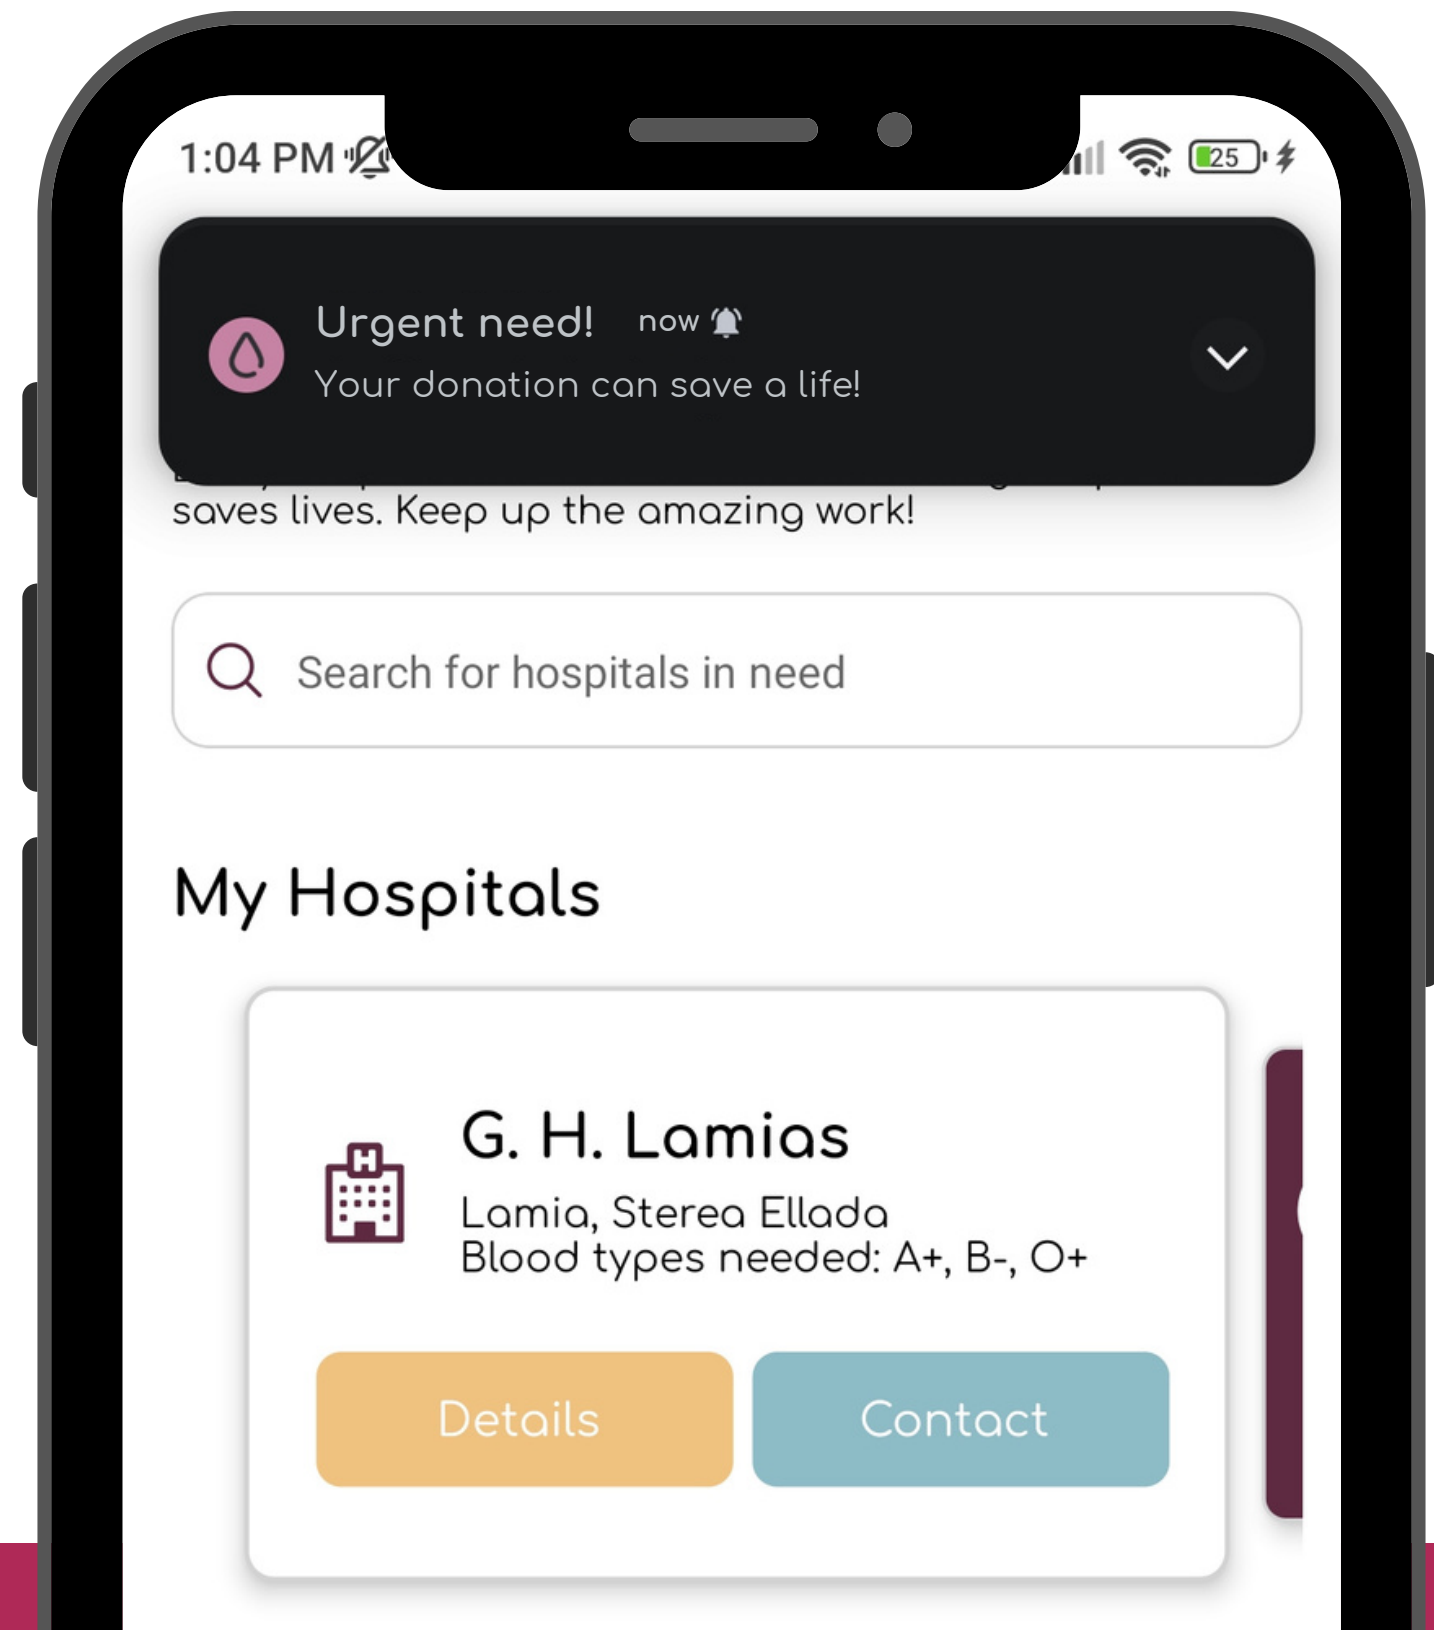 1:04 PM 25
Urgent need! now
Your donation can save a life!
saves lives. Keep up the amazing work!
Search for hospitals in need
My Hospitals
H
G. H. Lamias
Lamia, Sterea Ellada
Blood types needed: A+, B-, O+
Details Contact